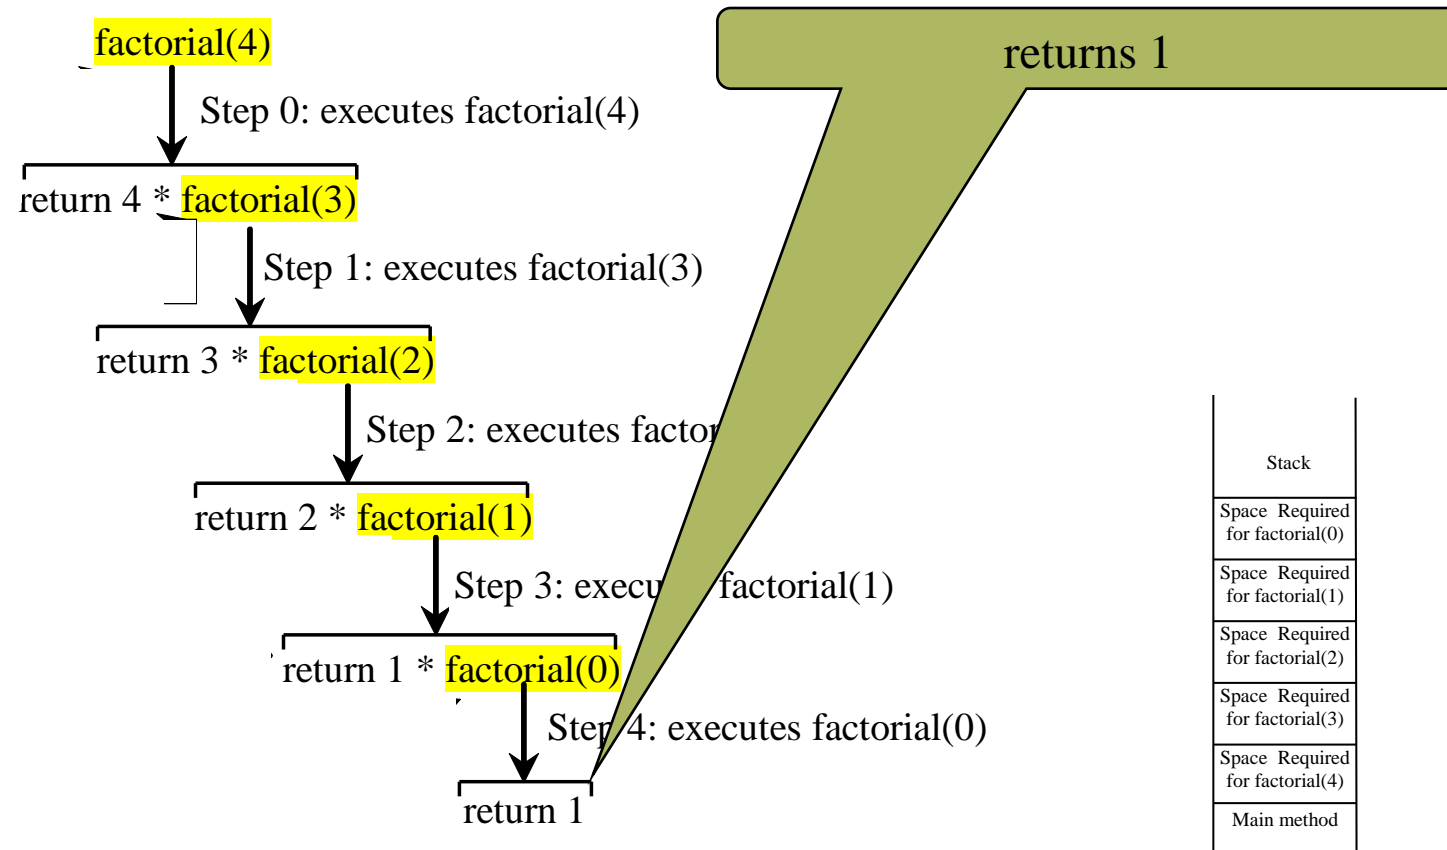 factorial(4)
returns 1
Step 0: executes factorial(4)
return 4 * factorial(3)
Step 1: executes factorial(3)
return 3 * factorial(2)
Step 2: executes
return 2 * factorial(1)
Step 3: factorial(1)
return 1 * factorial(0)
Step 4: executes factorial(0)
return 1
Stack
Space Required
for factorial(0)
Space Required
for factorial(1)
Space Required
for factorial(2)
Space Required
for factorial(3)
Space Required
for factorial(4)
Main method